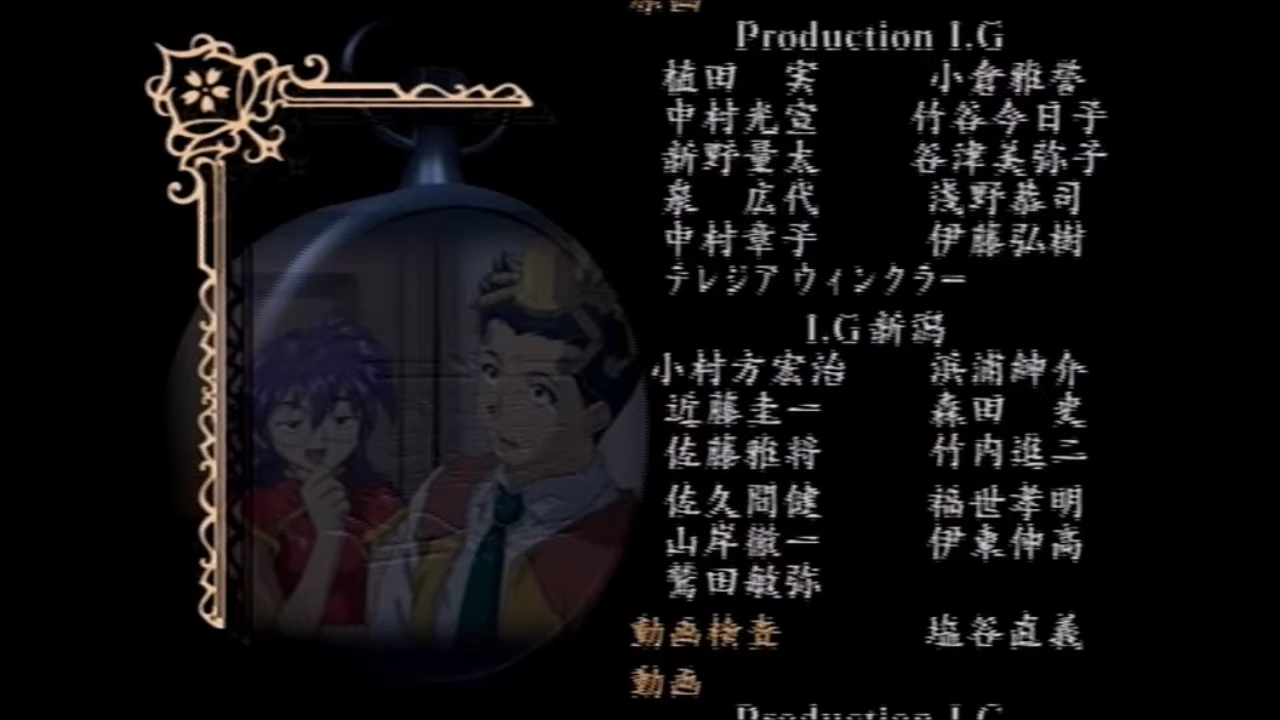 原画
Production I.G
植田　実　小倉雅誉
中村光宣　竹谷今日子
新野量太　谷津美弥子
泉　広代　浅野恭司
中村章子　伊藤弘樹
テレジア ウィンクラー
I.G 新潟
小村方宏治　浜浦紳介
近藤圭一　森田　史
佐藤雅将　竹内進二
佐久間健　福世孝明
山岸徹一　伊東伸高
鷲田敏弥
動画検査　塩谷直義
動画
Production I.G